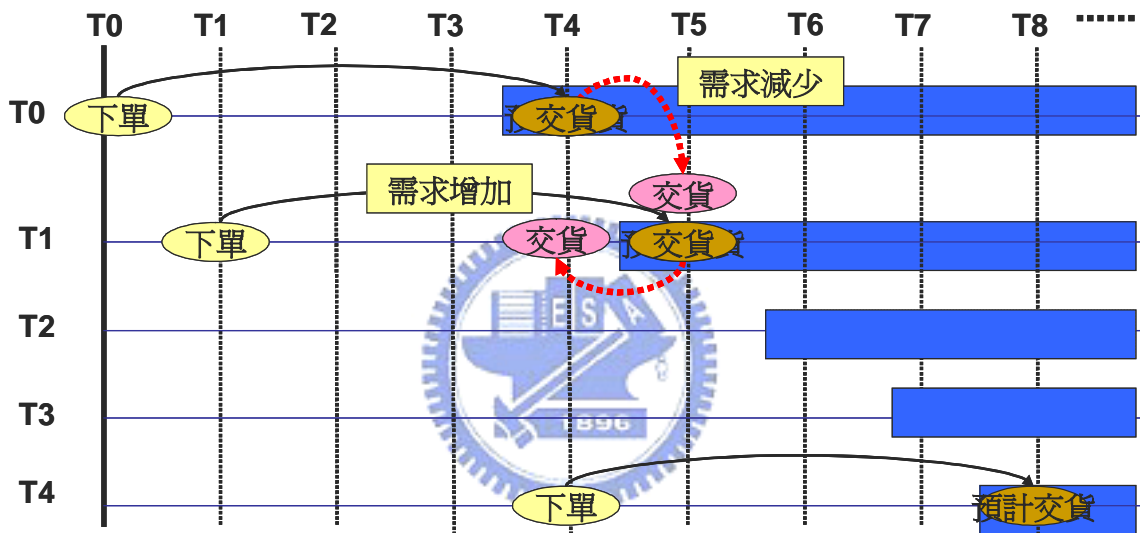 T0 T1 T2 T3 T4 T5 T6 T7 T8 ......
需求減少
T0 下單 交貨
交貨
需求增加
T1 下單 交貨 交貨
E S A
T2
T3
1896
T4 下單 預計交貨